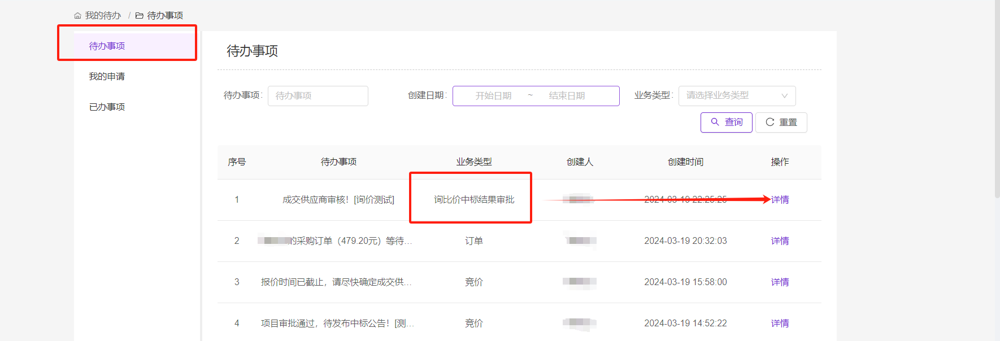 我的待办 / 待办事项
待办事项
我的申请
已办事项
待办事项
待办事项: 待办事项 创建日期: 开始日期 ~ 结束日期 业务类型: 请选择业务类型
查询 重置
序号 待办事项 业务类型 创建人 创建时间 操作
1 成交供应商审核！[询价测试] 询比价中标结果审批 2024-03-19 22:25:25 详情
2 的采购订单（479.20元）等待... 订单 2024-03-19 20:32:03 详情
3 报价时间已截止，请尽快确定成交供... 竞价 2024-03-19 15:58:00 详情
4 项目审批通过，待发布中标公告！[测... 竞价 2024-03-19 14:52:22 详情